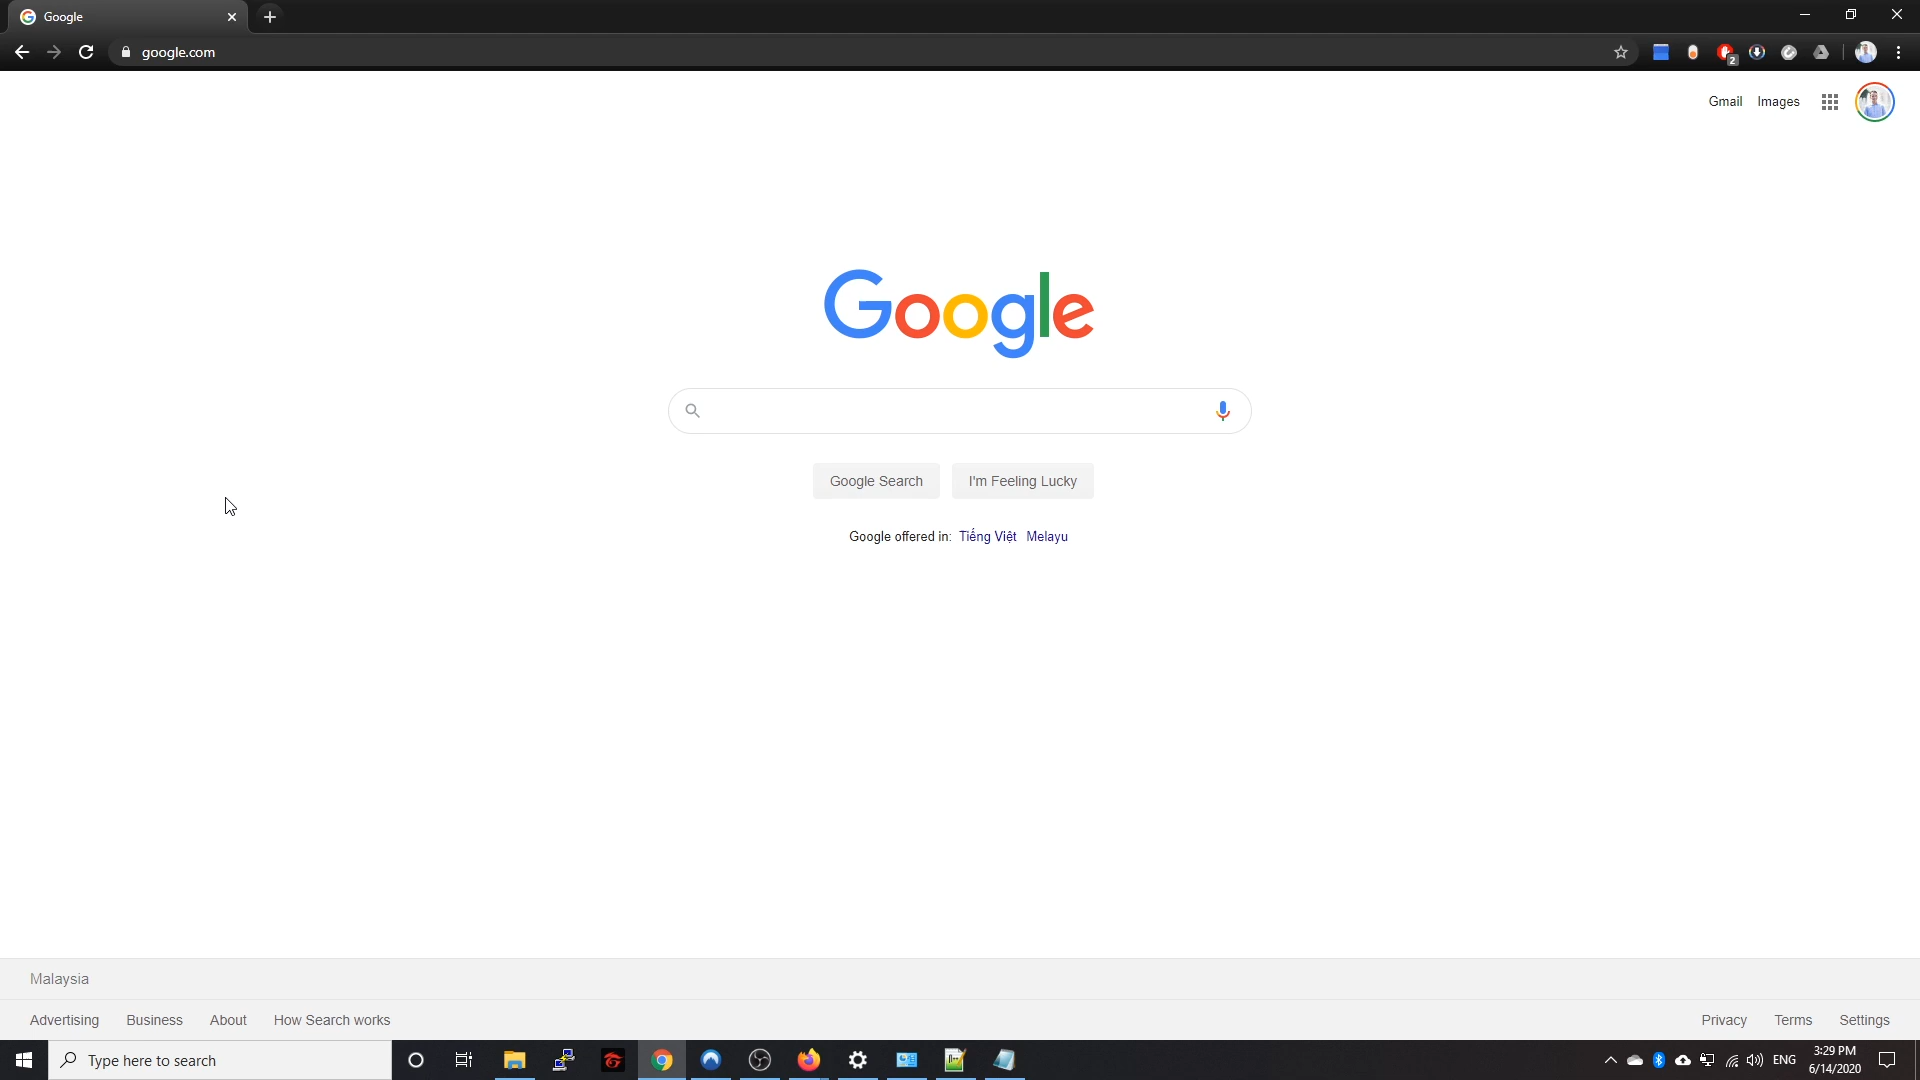 Google
google.com
2
Gmail Images
Google
Google Search I'm Feeling Lucky
Google offered in: Tiếng Việt Melayu
Malaysia
Advertising Business About How Search works Privacy Terms Settings
Type here to search
ENG
3:29 PM
6/14/2020